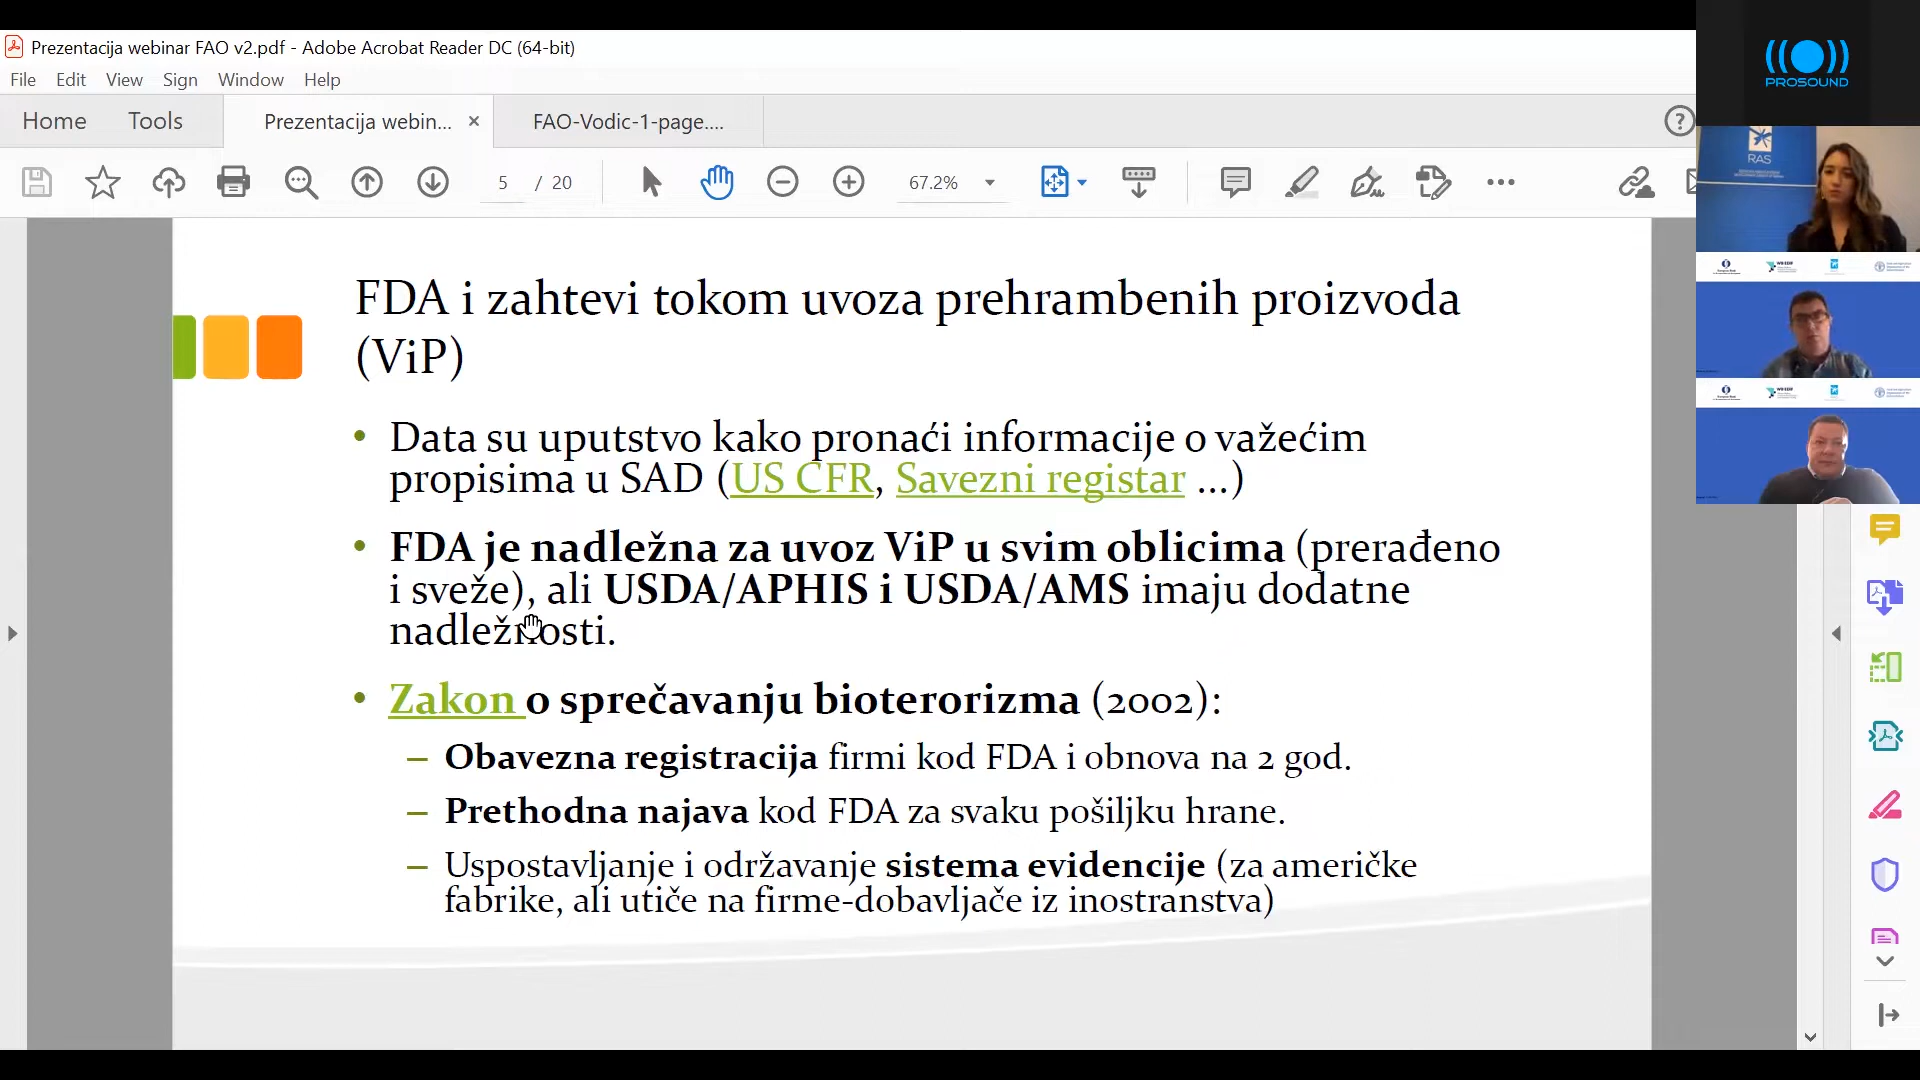 Prezentacija webinar FAO v2.pdf - Adobe Acrobat Reader DC (64-bit)
File Edit View Sign Window Help
Home Tools Prezentacija webin... × FAO-Vodic-1-page....
5 / 20 67.2%
FDA i zahtevi tokom uvoza prehrambenih proizvoda
(ViP)
• Data su uputstvo kako pronaći informacije o važećim
propisima u SAD (US CFR, Savezni registar ...)
• FDA je nadležna za uvoz ViP u svim oblicima (prerađeno
i sveže), ali USDA/APHIS i USDA/AMS imaju dodatne
nadležnosti.
• Zakon o sprečavanju bioterorizma (2002):
– Obavezna registracija firmi kod FDA i obnova na 2 god.
– Prethodna najava kod FDA za svaku pošiljku hrane.
– Uspostavljanje i održavanje sistema evidencije (za američke
fabrike, ali utiče na firme-dobavljače iz inostranstva)
PROSOUND
RAS